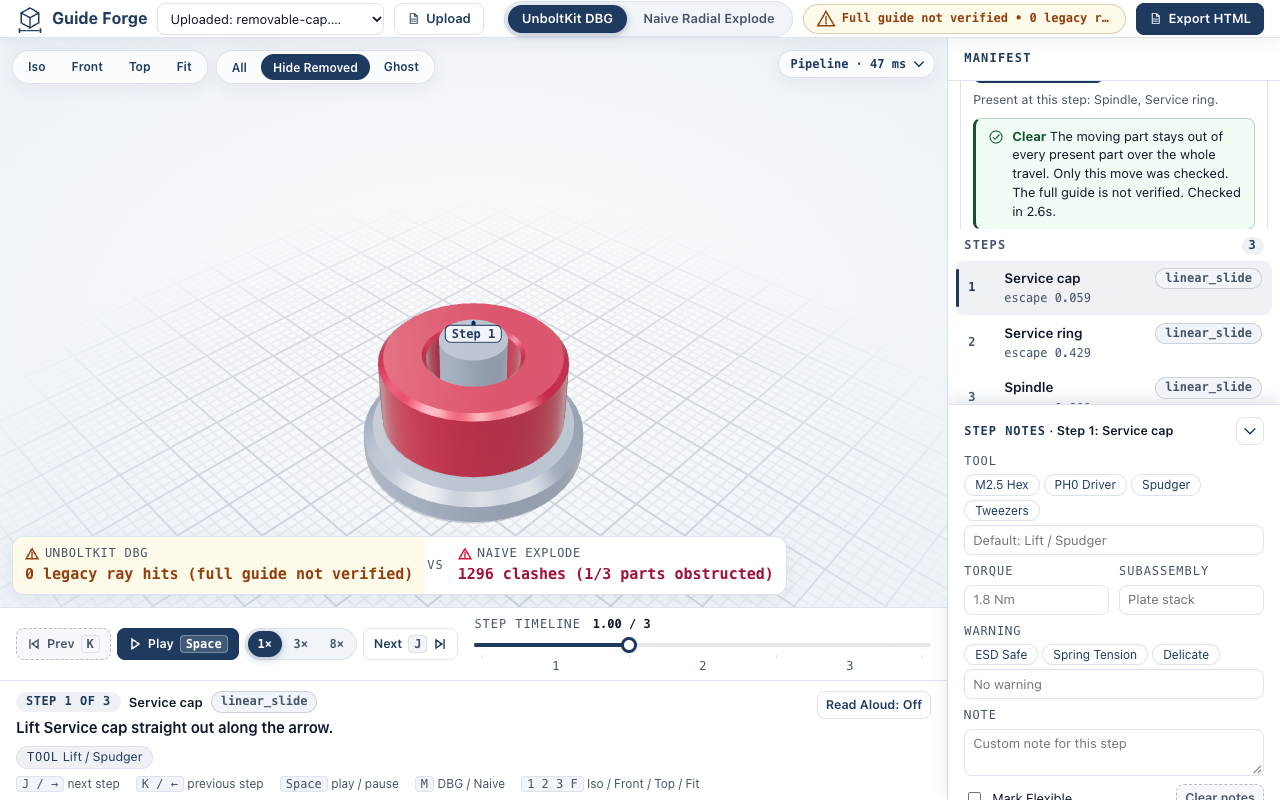 Guide Forge
Uploaded: removable-cap....
Upload
UnboltKit DBG
Naive Radial Explode
Full guide not verified • 0 legacy r…
Export HTML
Iso
Front
Top
Fit
All
Hide Removed
Ghost
Pipeline · 47 ms
Step 1
UNBOLTKIT DBG
0 legacy ray hits (full guide not verified)
VS
NAIVE EXPLODE
1296 clashes (1/3 parts obstructed)
Prev K
Play Space
1×
3×
8×
Next J
STEP TIMELINE 1.00 / 3
1
2
3
STEP 1 OF 3 Service cap linear_slide
Read Aloud: Off
Lift Service cap straight out along the arrow.
TOOL Lift / Spudger
J / → next step
K / ← previous step
Space play / pause
M DBG / Naive
1 2 3 F Iso / Front / Top / Fit
MANIFEST
Present at this step: Spindle, Service ring.
Clear The moving part stays out of
every present part over the whole
travel. Only this move was checked.
The full guide is not verified. Checked
in 2.6s.
STEPS
3
1
Service cap
linear_slide
escape 0.059
2
Service ring
linear_slide
escape 0.429
3
Spindle
linear_slide
STEP NOTES · Step 1: Service cap
TOOL
M2.5 Hex
PH0 Driver
Spudger
Tweezers
Default: Lift / Spudger
TORQUE
SUBASSEMBLY
1.8 Nm
Plate stack
WARNING
ESD Safe
Spring Tension
Delicate
No warning
NOTE
Custom note for this step
Mark Flexible
Clear notes